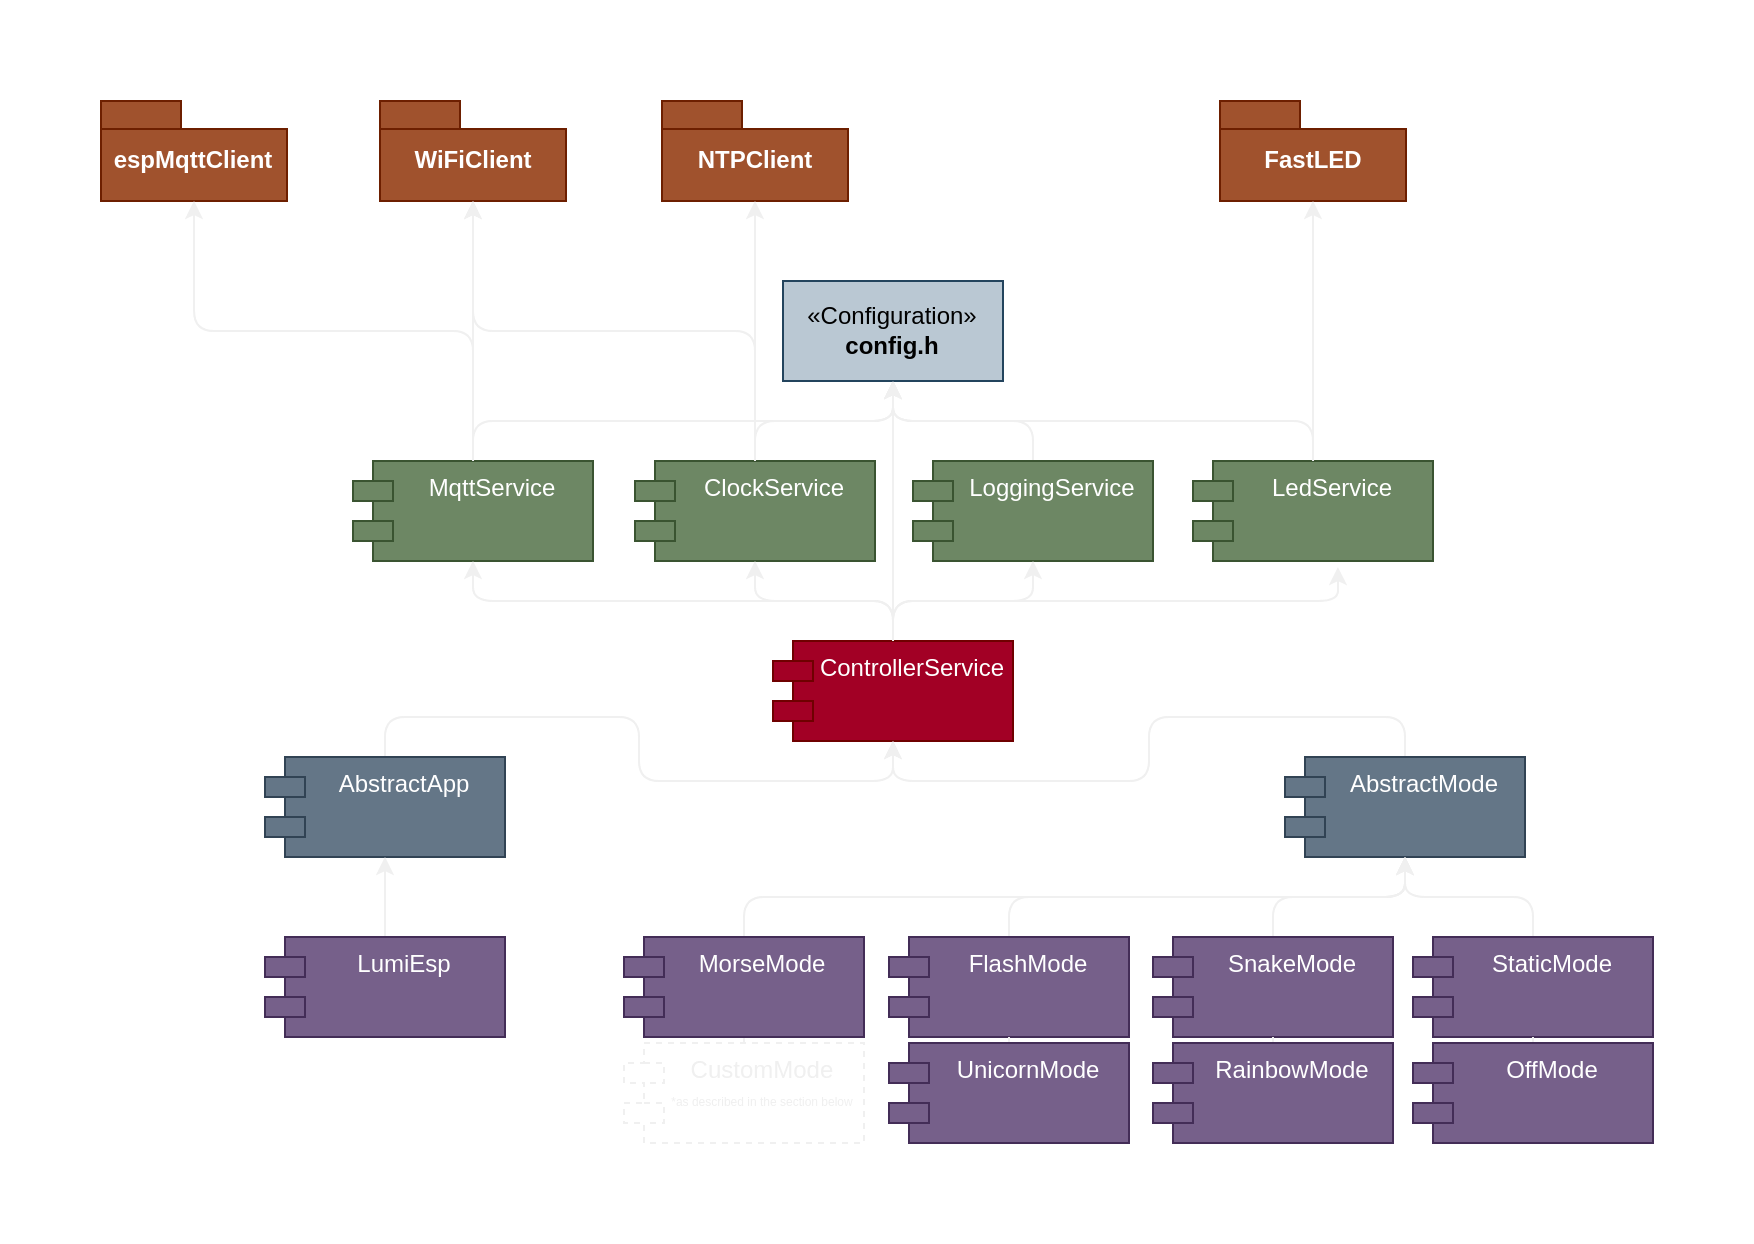 espMqttClient
WiFiClient
NTPClient
FastLED
«Configuration»
config.h
MqttService
ClockService
LoggingService
LedService
ControllerService
AbstractApp
AbstractMode
LumiEsp
MorseMode
FlashMode
SnakeMode
StaticMode
CustomMode
*as described in the section below
UnicornMode
RainbowMode
OffMode